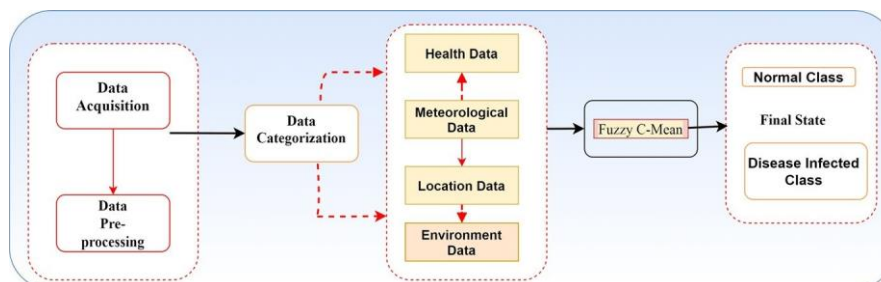 Data
Acquisition
Data
Pre-
processing
Data
Categorization
Health Data
Meteorological
Data
Location Data
Environment
Data
Fuzzy C-Mean
Normal Class
Final State
Disease Infected
Class